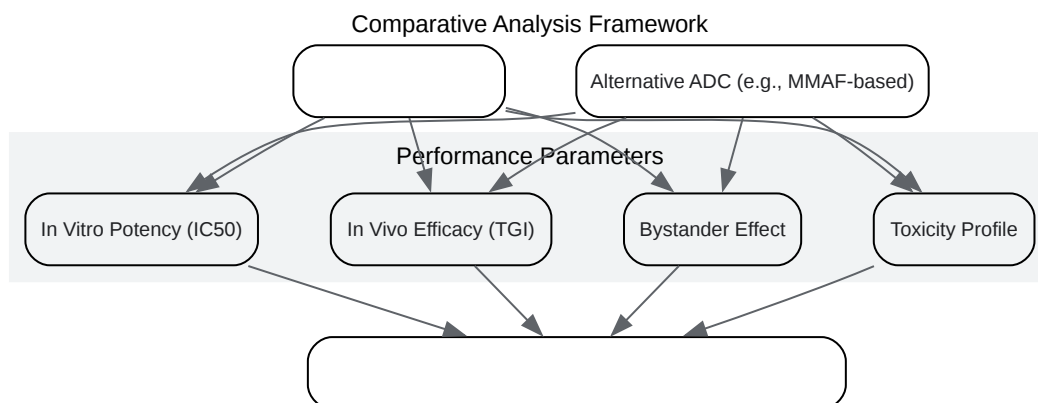 Comparative Analysis Framework
Alternative ADC (e.g., MMAF-based)
Performance Parameters
In Vitro Potency (IC50)
In Vivo Efficacy (TGI)
Bystander Effect
Toxicity Profile